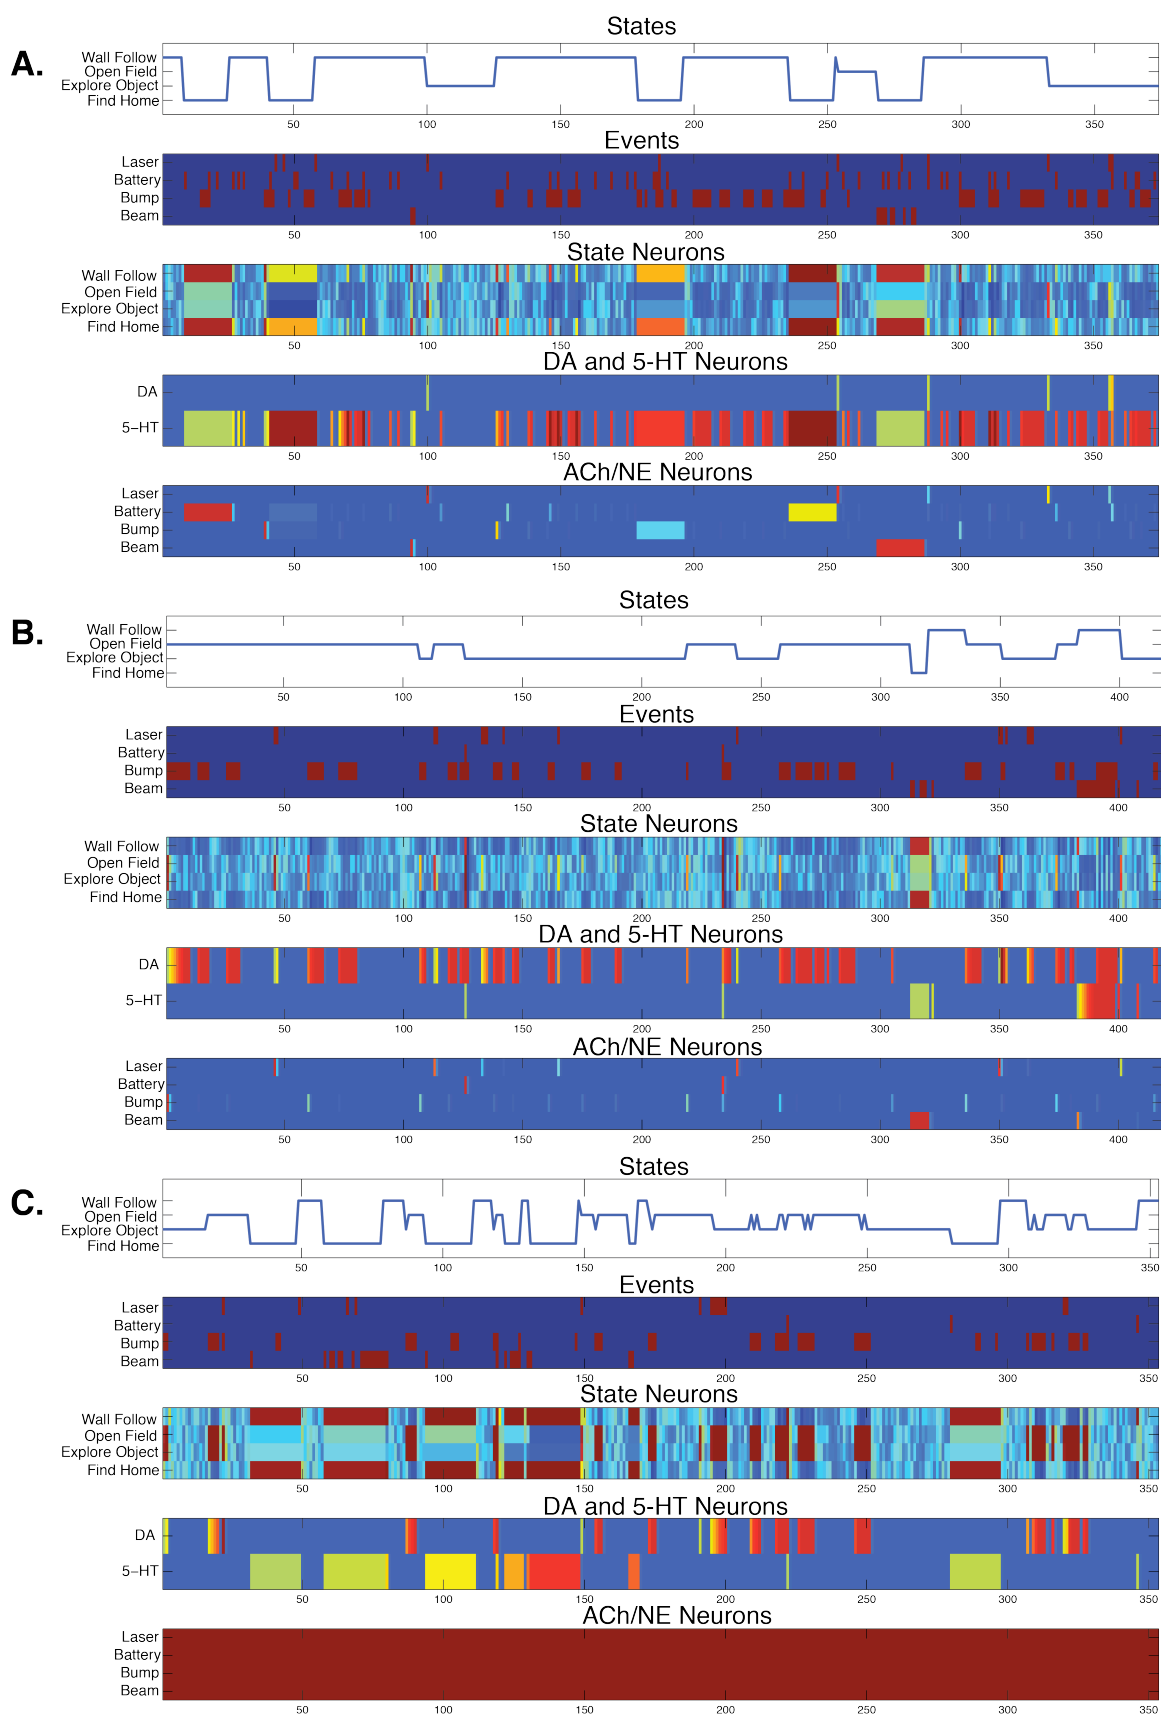 States
A.
Wall Follow
Open Field
Explore Object
Find Home
50 100 150 200 250 300 350
Events
Laser
Battery
Bump
Beam
50 100 150 200 250 300 350
State Neurons
Wall Follow
Open Field
Explore Object
Find Home
50 100 150 200 250 300 350
DA and 5-HT Neurons
DA
5-HT
50 100 150 200 250 300 350
ACh/NE Neurons
Laser
Battery
Bump
Beam
50 100 150 200 250 300 350
States
B.
Wall Follow
Open Field
Explore Object
Find Home
50 100 150 200 250 300 350 400
Events
Laser
Battery
Bump
Beam
50 100 150 200 250 300 350 400
State Neurons
Wall Follow
Open Field
Explore Object
Find Home
50 100 150 200 250 300 350 400
DA and 5-HT Neurons
DA
5-HT
50 100 150 200 250 300 350 400
ACh/NE Neurons
Laser
Battery
Bump
Beam
50 100 150 200 250 300 350 400
States
C.
Wall Follow
Open Field
Explore Object
Find Home
50 100 150 200 250 300 350
Events
Laser
Battery
Bump
Beam
50 100 150 200 250 300 350
State Neurons
Wall Follow
Open Field
Explore Object
Find Home
50 100 150 200 250 300 350
DA and 5-HT Neurons
DA
5-HT
50 100 150 200 250 300 350
ACh/NE Neurons
Laser
Battery
Bump
Beam
50 100 150 200 250 300 350